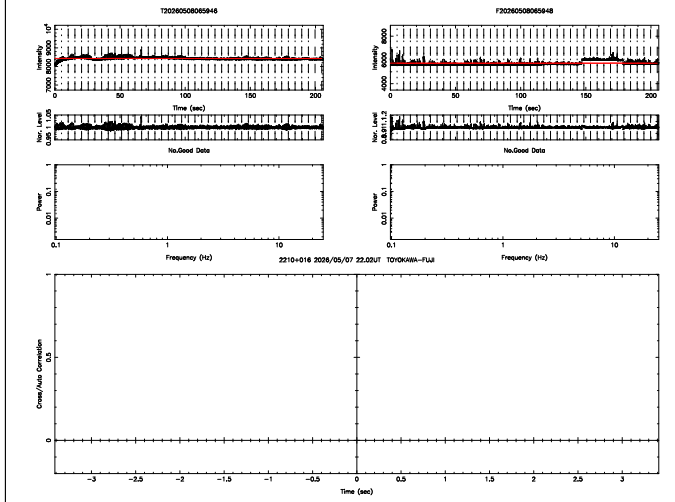 T20260508065946
F20260508065948
Intensity
7000 8000 9000 10⁴
0 50 100 150 200
Time (sec)
Intensity
4000 6000 8000
0 50 100 150 200
Time (sec)
Nor. Level
0.95 1 1.05
No.Good Data
Nor. Level
0.8 0.9 1 1.1 1.2
No.Good Data
Power
1
0.1
0.01
0.1 1 10
Frequency (Hz)
Power
1
0.1
0.01
0.1 1 10
Frequency (Hz)
2210+016 2026/05/07 22.02UT TOYOKAWA-FUJI
Cross/Auto Correlation
1
0.5
0
-3 -2.5 -2 -1.5 -1 -0.5 0 0.5 1 1.5 2 2.5 3
Time (sec)